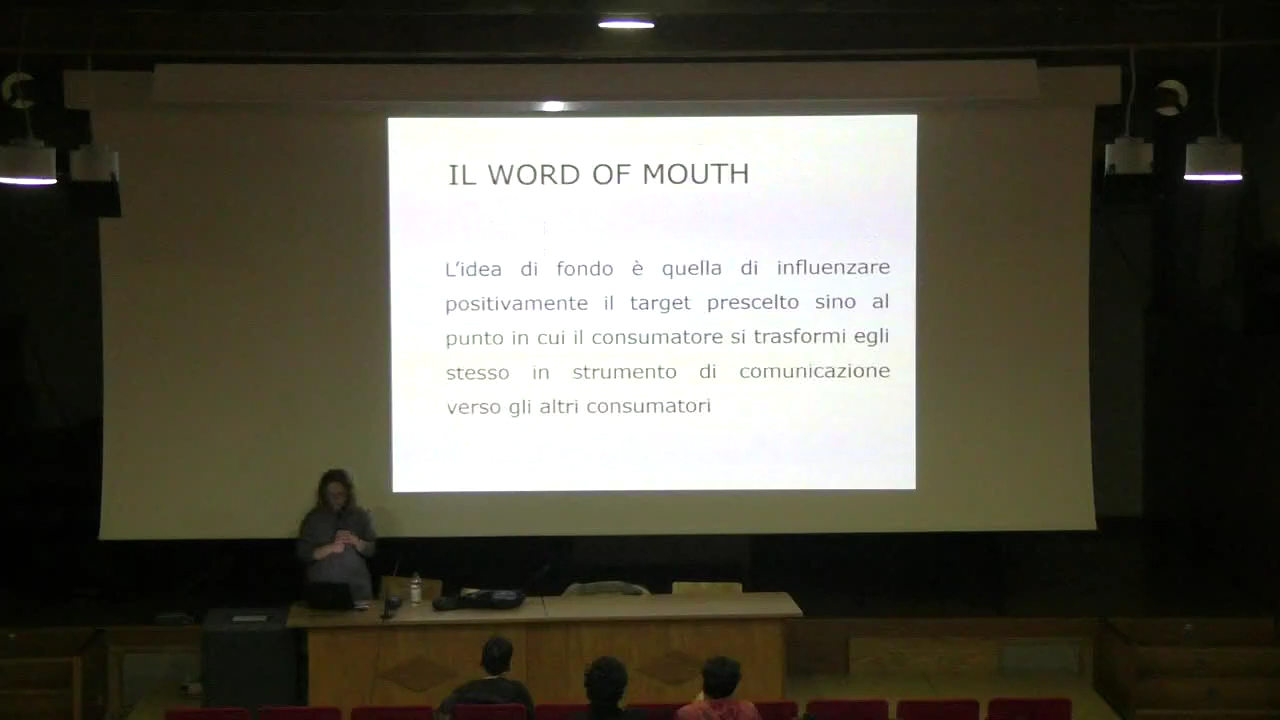 IL WORD OF MOUTH
L'idea di fondo è quella di influenzare
positivamente il target prescelto sino al
punto in cui il consumatore si trasformi egli
stesso in strumento di comunicazione
verso gli altri consumatori